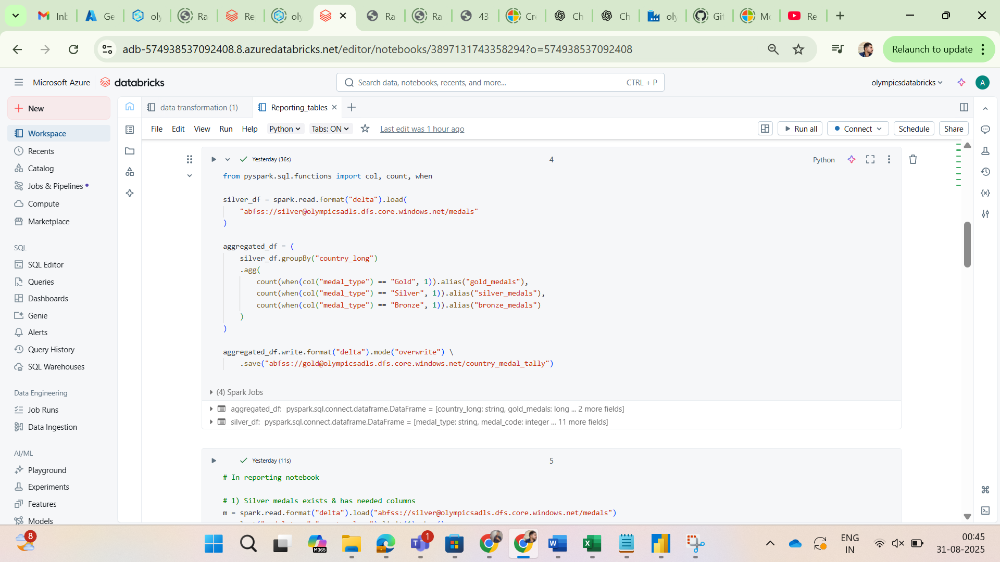 Inb
Ge
oly
Ra
Re
oly
Ra
Ra
43
Cr
Ch
Ch
oly
Git
Mc
Re
adb-574938537092408.8.azuredatabricks.net/editor/notebooks/3897131743358294?o=574938537092408
Relaunch to update
Microsoft Azure
databricks
Search data, notebooks, recents, and more...
CTRL + P
olympicsdatabricks
A
New
Workspace
Recents
Catalog
Jobs & Pipelines
Compute
Marketplace
SQL
SQL Editor
Queries
Dashboards
Genie
Alerts
Query History
SQL Warehouses
Data Engineering
Job Runs
Data Ingestion
AI/ML
Playground
Experiments
Features
Models
data transformation (1)
Reporting_tables
File Edit View Run Help Python Tabs: ON Last edit was 1 hour ago
Run all
Connect
Schedule
Share
Yesterday (36s)
4
Python
from pyspark.sql.functions import col, count, when
silver_df = spark.read.format("delta").load(
"abfss://silver@olympicsadls.dfs.core.windows.net/medals"
)
aggregated_df = (
silver_df.groupBy("country_long")
.agg(
count(when(col("medal_type") == "Gold", 1)).alias("gold_medals"),
count(when(col("medal_type") == "Silver", 1)).alias("silver_medals"),
count(when(col("medal_type") == "Bronze", 1)).alias("bronze_medals")
)
)
aggregated_df.write.format("delta").mode("overwrite") \
.save("abfss://gold@olympicsadls.dfs.core.windows.net/country_medal_tally")
(4) Spark Jobs
aggregated_df: pyspark.sql.connect.dataframe.DataFrame = [country_long: string, gold_medals: long ... 2 more fields]
silver_df: pyspark.sql.connect.dataframe.DataFrame = [medal_type: string, medal_code: integer ... 11 more fields]
Yesterday (11s)
5
# In reporting notebook
# 1) Silver medals exists & has needed columns
m = spark.read.format("delta").load("abfss://silver@olympicsadls.dfs.core.windows.net/medals")
8
M365
1
ENG
IN
00:45
31-08-2025